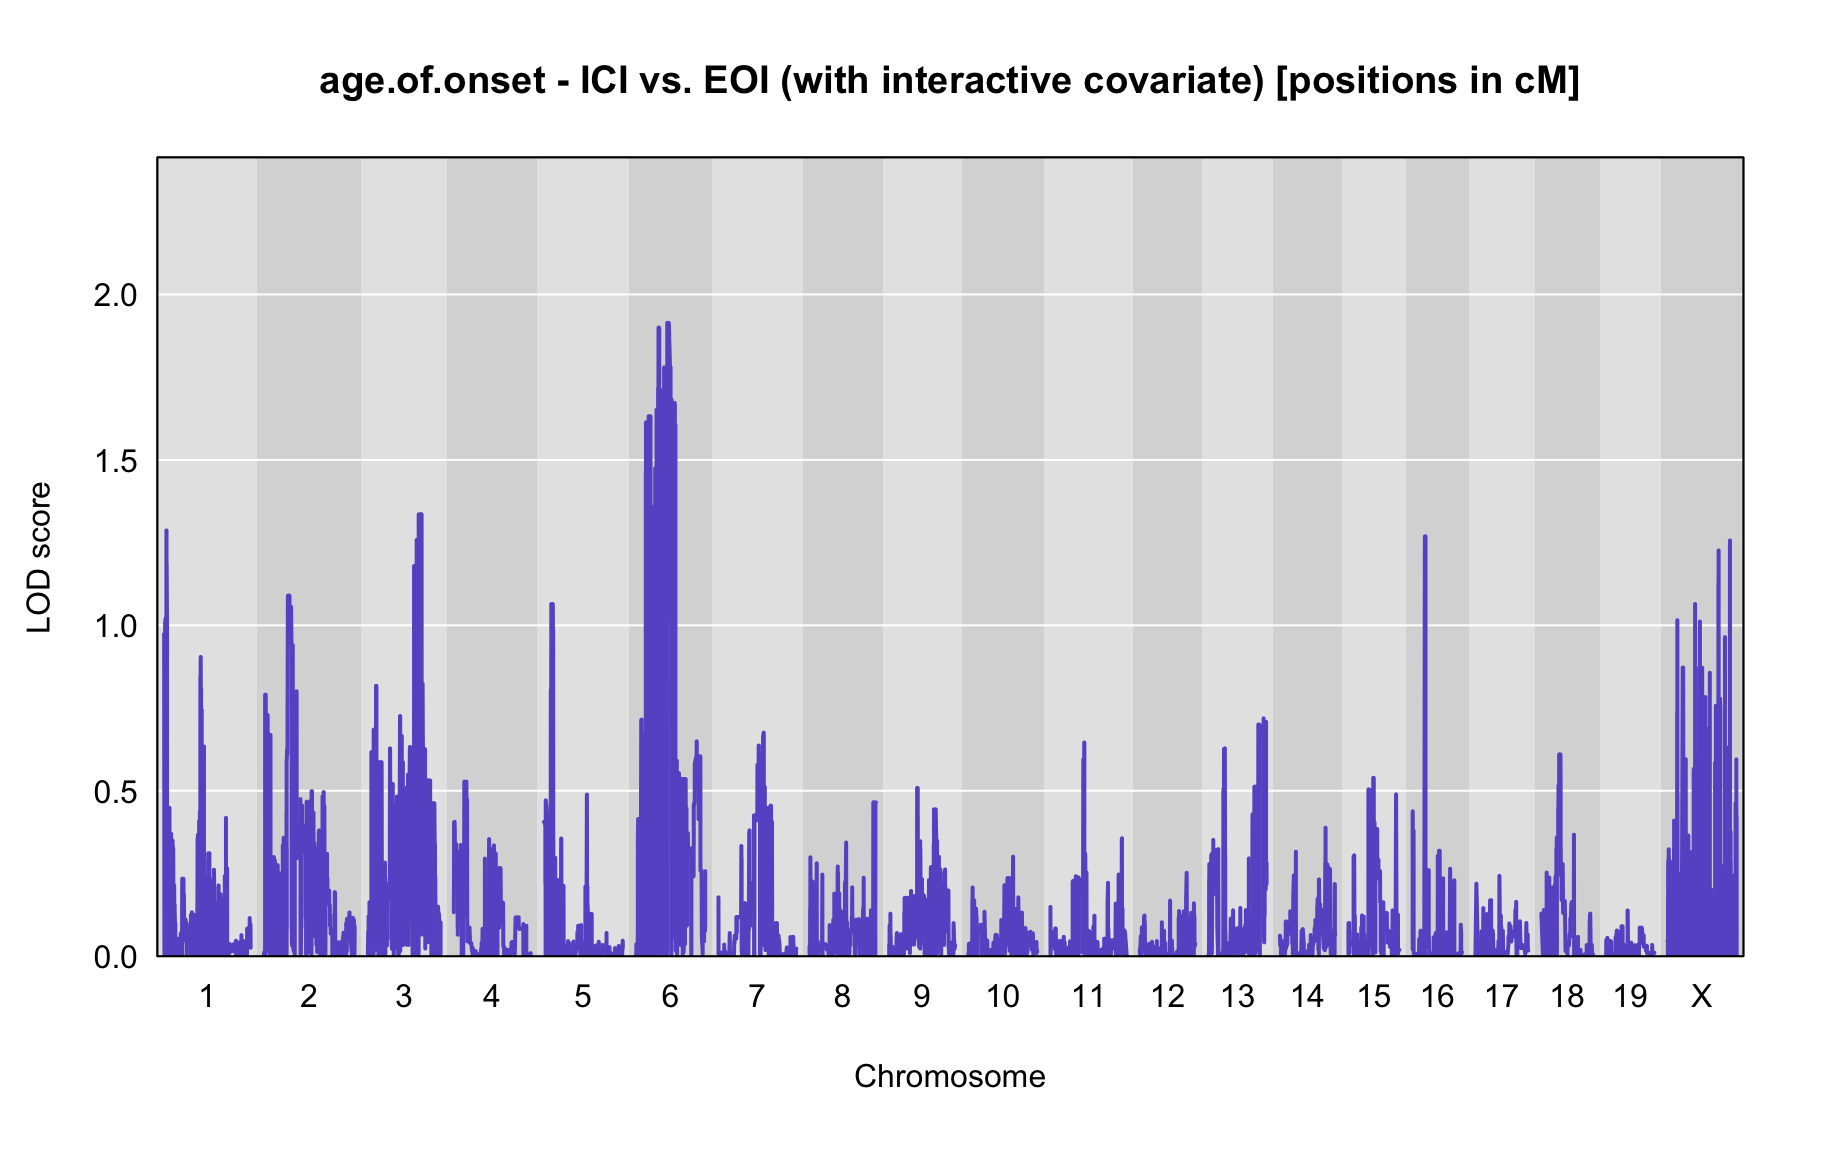 age.of.onset - ICI vs. EOI (with interactive covariate) [positions in cM]
LOD score
2.0
1.5
1.0
0.5
0.0
1 2 3 4 5 6 7 8 9 10 11 12 13 14 15 16 17 18 19 X
Chromosome